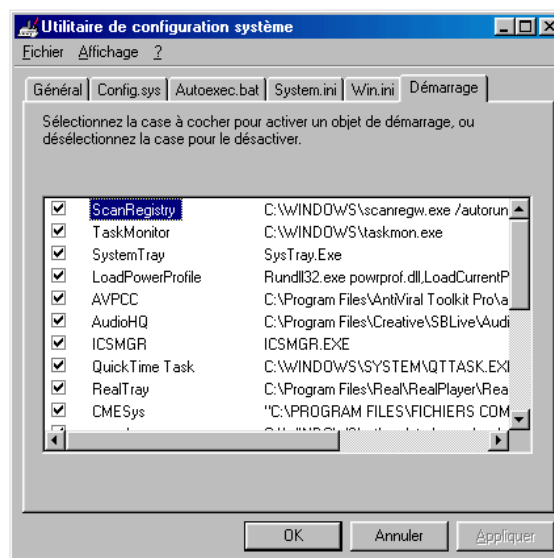 Utilitaire de configuration système
Fichier Affichage ?
Général Config.sys Autoexec.bat System.ini Win.ini Démarrage
Sélectionnez la case à cocher pour activer un objet de démarrage, ou
désélectionnez la case pour le désactiver.
ScanRegistry C:\WINDOWS\scanregw.exe /autorun
TaskMonitor C:\WINDOWS\taskmon.exe
SystemTray SysTray.Exe
LoadPowerProfile Rundll32.exe powrprof.dll,LoadCurrentP
AVPCC C:\Program Files\AntiViral Toolkit Pro\a
AudioHQ C:\Program Files\Creative\SBLive\Audi
ICSMGR ICSMGR.EXE
QuickTime Task C:\WINDOWS\SYSTEM\QTTASK.EXE
RealTray C:\Program Files\Real\RealPlayer\Rea
CMESys "C:\PROGRAM FILES\FICHIERS COM
OK Annuler Appliquer